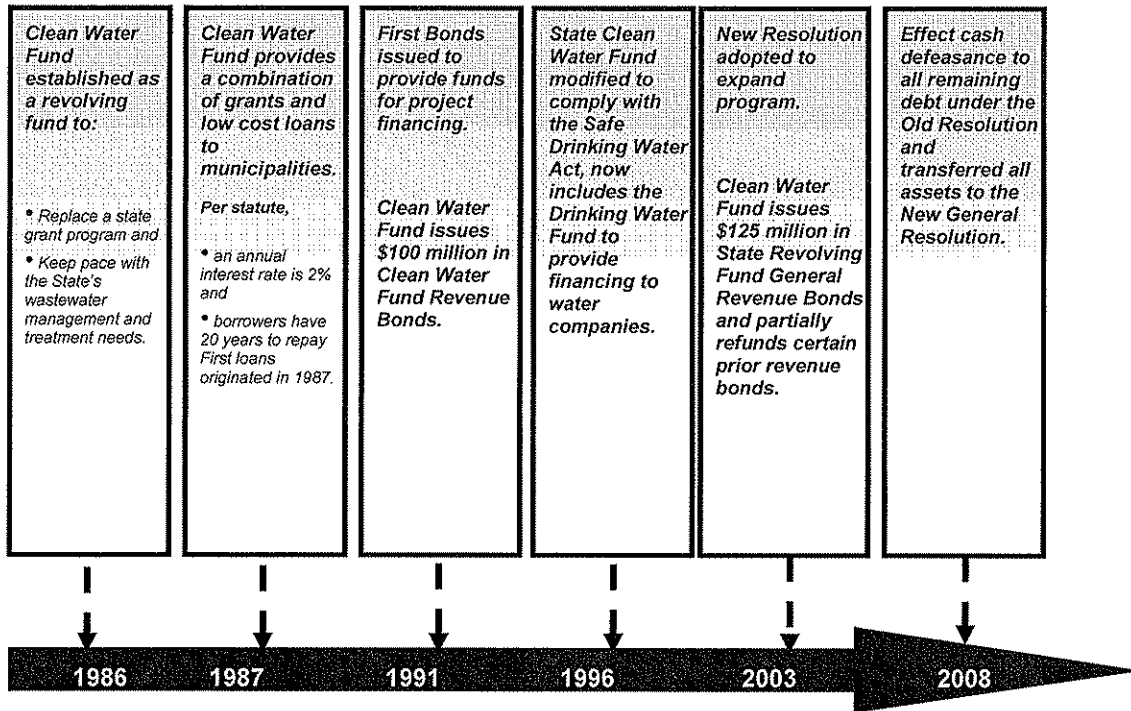 Clean Water
Fund
established as
a revolving
fund to:
• Replace a state
grant program and
• Keep pace with
the State's
wastewater
management and
treatment needs.
Clean Water
Fund provides
a combination
of grants and
low cost loans
to
municipalities.
Per statute,
• an annual
interest rate is 2%
and
• borrowers have
20 years to repay
First loans
originated in 1987.
First Bonds
issued to
provide funds
for project
financing.
Clean Water
Fund issues
$100 million in
Clean Water
Fund Revenue
Bonds.
State Clean
Water Fund
modified to
comply with
the Safe
Drinking Water
Act, now
includes the
Drinking Water
Fund to
provide
financing to
water
companies.
New Resolution
adopted to
expand
program.
Clean Water
Fund issues
$125 million in
State Revolving
Fund General
Revenue Bonds
and partially
refunds certain
prior revenue
bonds.
Effect cash
defeasance to
all remaining
debt under the
Old Resolution
and
transferred all
assets to the
New General
Resolution.
1986 1987 1991 1996 2003 2008